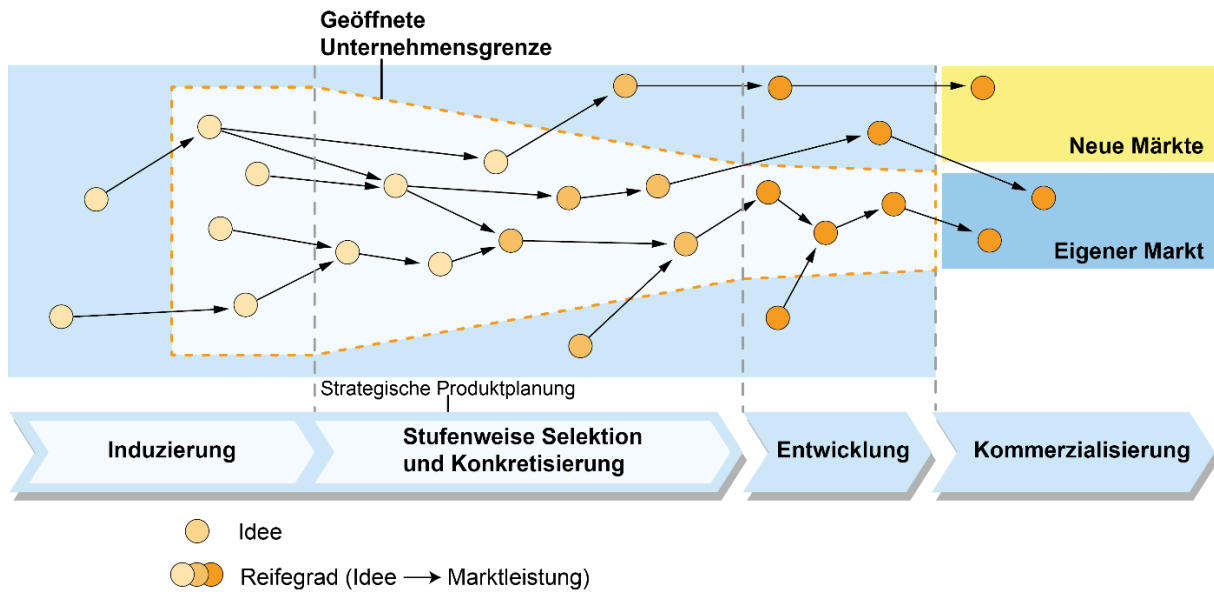 Geöffnete
Unternehmensgrenze
Neue Märkte
Eigener Markt
Strategische Produktplanung
Induzierung
Stufenweise Selektion
und Konkretisierung
Entwicklung
Kommerzialisierung
Idee
Reifegrad (Idee → Marktleistung)